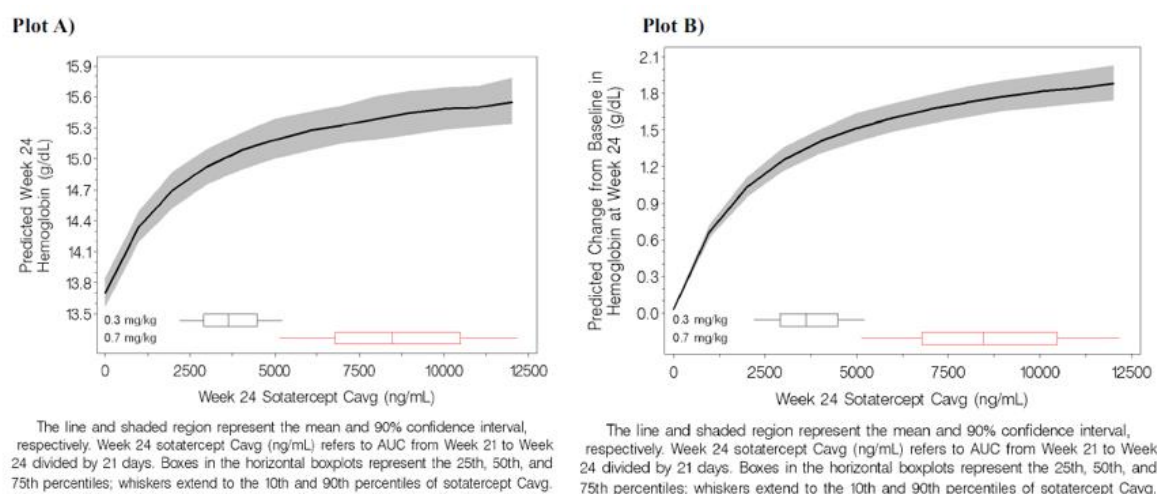 Plot A)
Predicted Week 24
Hemoglobin (g/dL)
15.9
15.6
15.3
15.0
14.7
14.4
14.1
13.8
13.5
0.3 mg/kg
0.7 mg/kg
0
2500
5000
7500
10000
12500
Week 24 Sotatercept Cavg (ng/mL)
The line and shaded region represent the mean and 90% confidence interval,
respectively. Week 24 sotatercept Cavg (ng/mL) refers to AUC from Week 21 to Week
24 divided by 21 days. Boxes in the horizontal boxplots represent the 25th, 50th, and
75th percentiles; whiskers extend to the 10th and 90th percentiles of sotatercept Cavg.
Plot B)
Predicted Change from Baseline in
Hemoglobin at Week 24 (g/dL)
2.1
1.8
1.5
1.2
0.9
0.6
0.3
0.0
0.3 mg/kg
0.7 mg/kg
0
2500
5000
7500
10000
12500
Week 24 Sotatercept Cavg (ng/mL)
The line and shaded region represent the mean and 90% confidence interval,
respectively. Week 24 sotatercept Cavg (ng/mL) refers to AUC from Week 21 to Week
24 divided by 21 days. Boxes in the horizontal boxplots represent the 25th, 50th, and
75th percentiles; whiskers extend to the 10th and 90th percentiles of sotatercept Cavg.